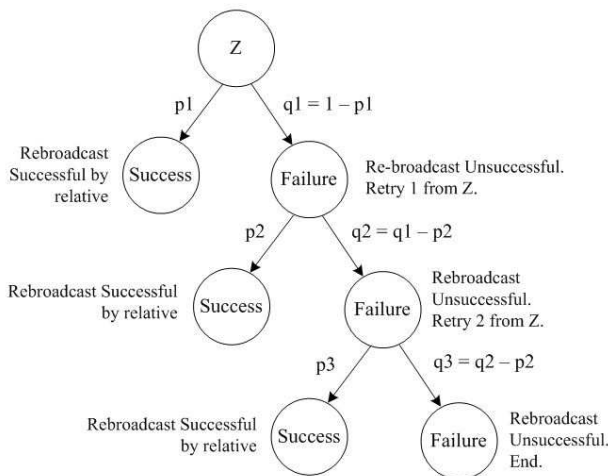 Z
p1
q1 = 1 – p1
Rebroadcast
Successful by
relative
Success
Failure
Re-broadcast Unsuccessful.
Retry 1 from Z.
p2
q2 = q1 – p2
Rebroadcast Successful
by relative
Success
Failure
Rebroadcast
Unsuccessful.
Retry 2 from Z.
p3
q3 = q2 – p2
Rebroadcast Successful
by relative
Success
Failure
Rebroadcast
Unsuccessful.
End.